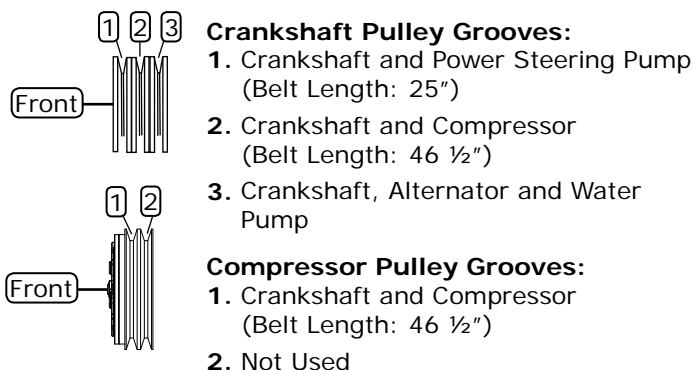 1 2 3
Front
Crankshaft Pulley Grooves:
1. Crankshaft and Power Steering Pump
(Belt Length: 25”)
2. Crankshaft and Compressor
(Belt Length: 46 ½”)
3. Crankshaft, Alternator and Water
Pump
1 2
Front
Compressor Pulley Grooves:
1. Crankshaft and Compressor
(Belt Length: 46 ½”)
2. Not Used